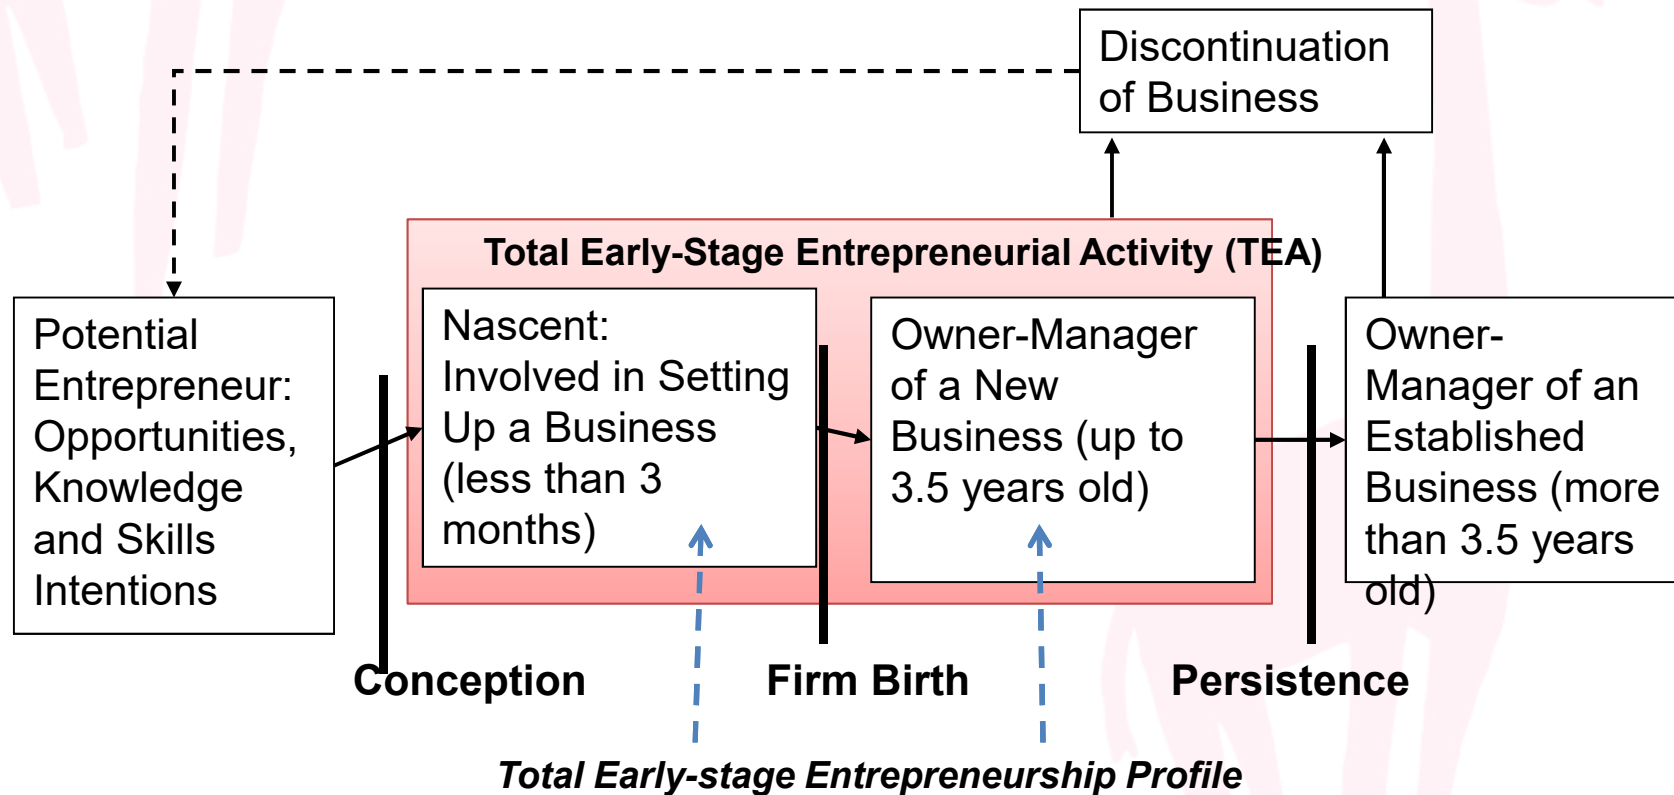 Discontinuation
of Business
Total Early-Stage Entrepreneurial Activity (TEA)
Potential
Entrepreneur:
Opportunities,
Knowledge
and Skills
Intentions
Nascent:
Involved in Setting
Up a Business
(less than 3
months)
Owner-Manager
of a New
Business (up to
3.5 years old)
Owner-
Manager of an
Established
Business (more
than 3.5 years
old)
Conception
Firm Birth
Persistence
Total Early-stage Entrepreneurship Profile